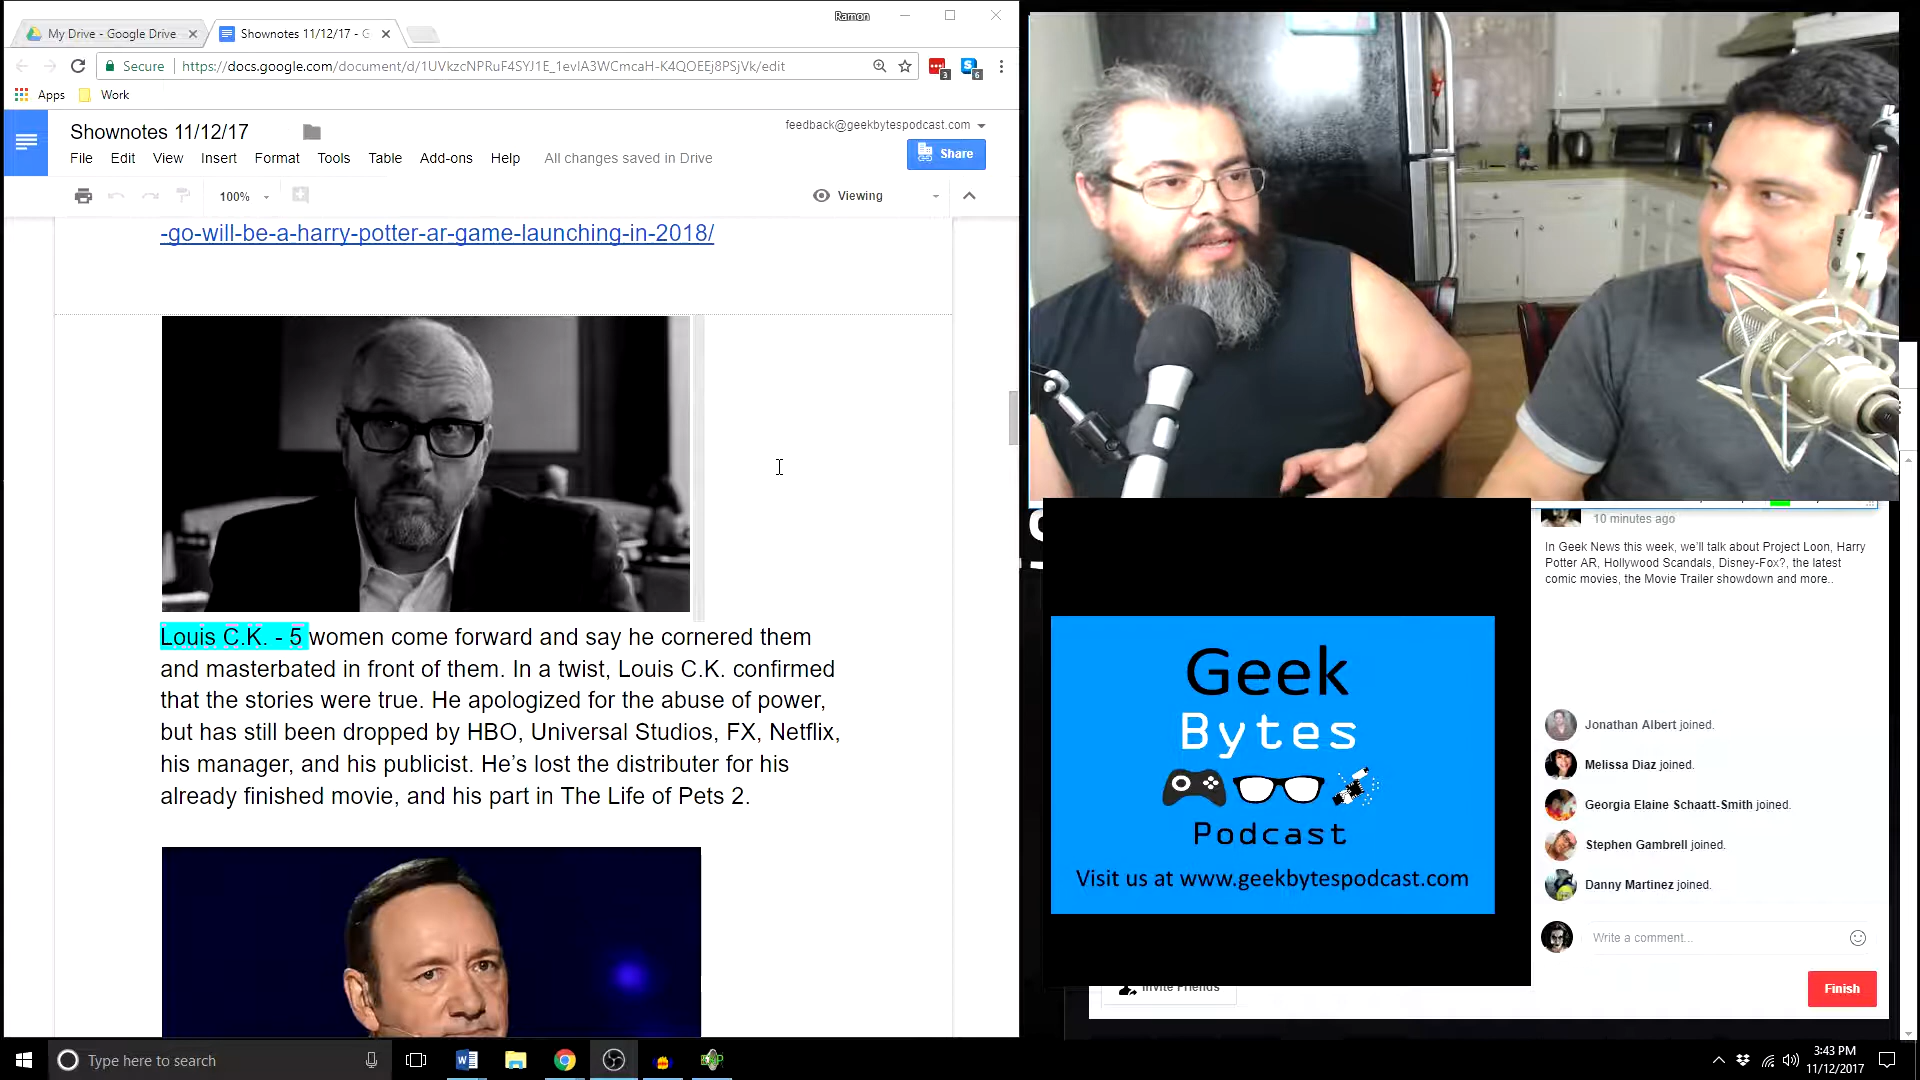 Ramon
My Drive - Google Drive
Shownotes 11/12/17 - G
Secure
https://docs.google.com/document/d/1UVkzcNPRuF4SYJ1E_1evIA3WCmcaH-K4QOEEj8PSjVk/edit
3
6
Apps
Work
Shownotes 11/12/17
feedback@geekbytespodcast.com
File Edit View Insert Format Tools Table Add-ons Help All changes saved in Drive
Share
100%
Viewing
-go-will-be-a-harry-potter-ar-game-launching-in-2018/
Louis C.K. - 5 women come forward and say he cornered them
and masterbated in front of them. In a twist, Louis C.K. confirmed
that the stories were true. He apologized for the abuse of power,
but has still been dropped by HBO, Universal Studios, FX, Netflix,
his manager, and his publicist. He's lost the distributer for his
already finished movie, and his part in The Life of Pets 2.
10 minutes ago
In Geek News this week, we'll talk about Project Loon, Harry
Potter AR, Hollywood Scandals, Disney-Fox?, the latest
comic movies, the Movie Trailer showdown and more..
Geek
Bytes
Podcast
Visit us at www.geekbytespodcast.com
Jonathan Albert joined.
Melissa Diaz joined.
Georgia Elaine Schaatt-Smith joined.
Stephen Gambrell joined.
Danny Martinez joined.
Write a comment...
Invite Friends
Finish
Type here to search
3:43 PM
11/12/2017